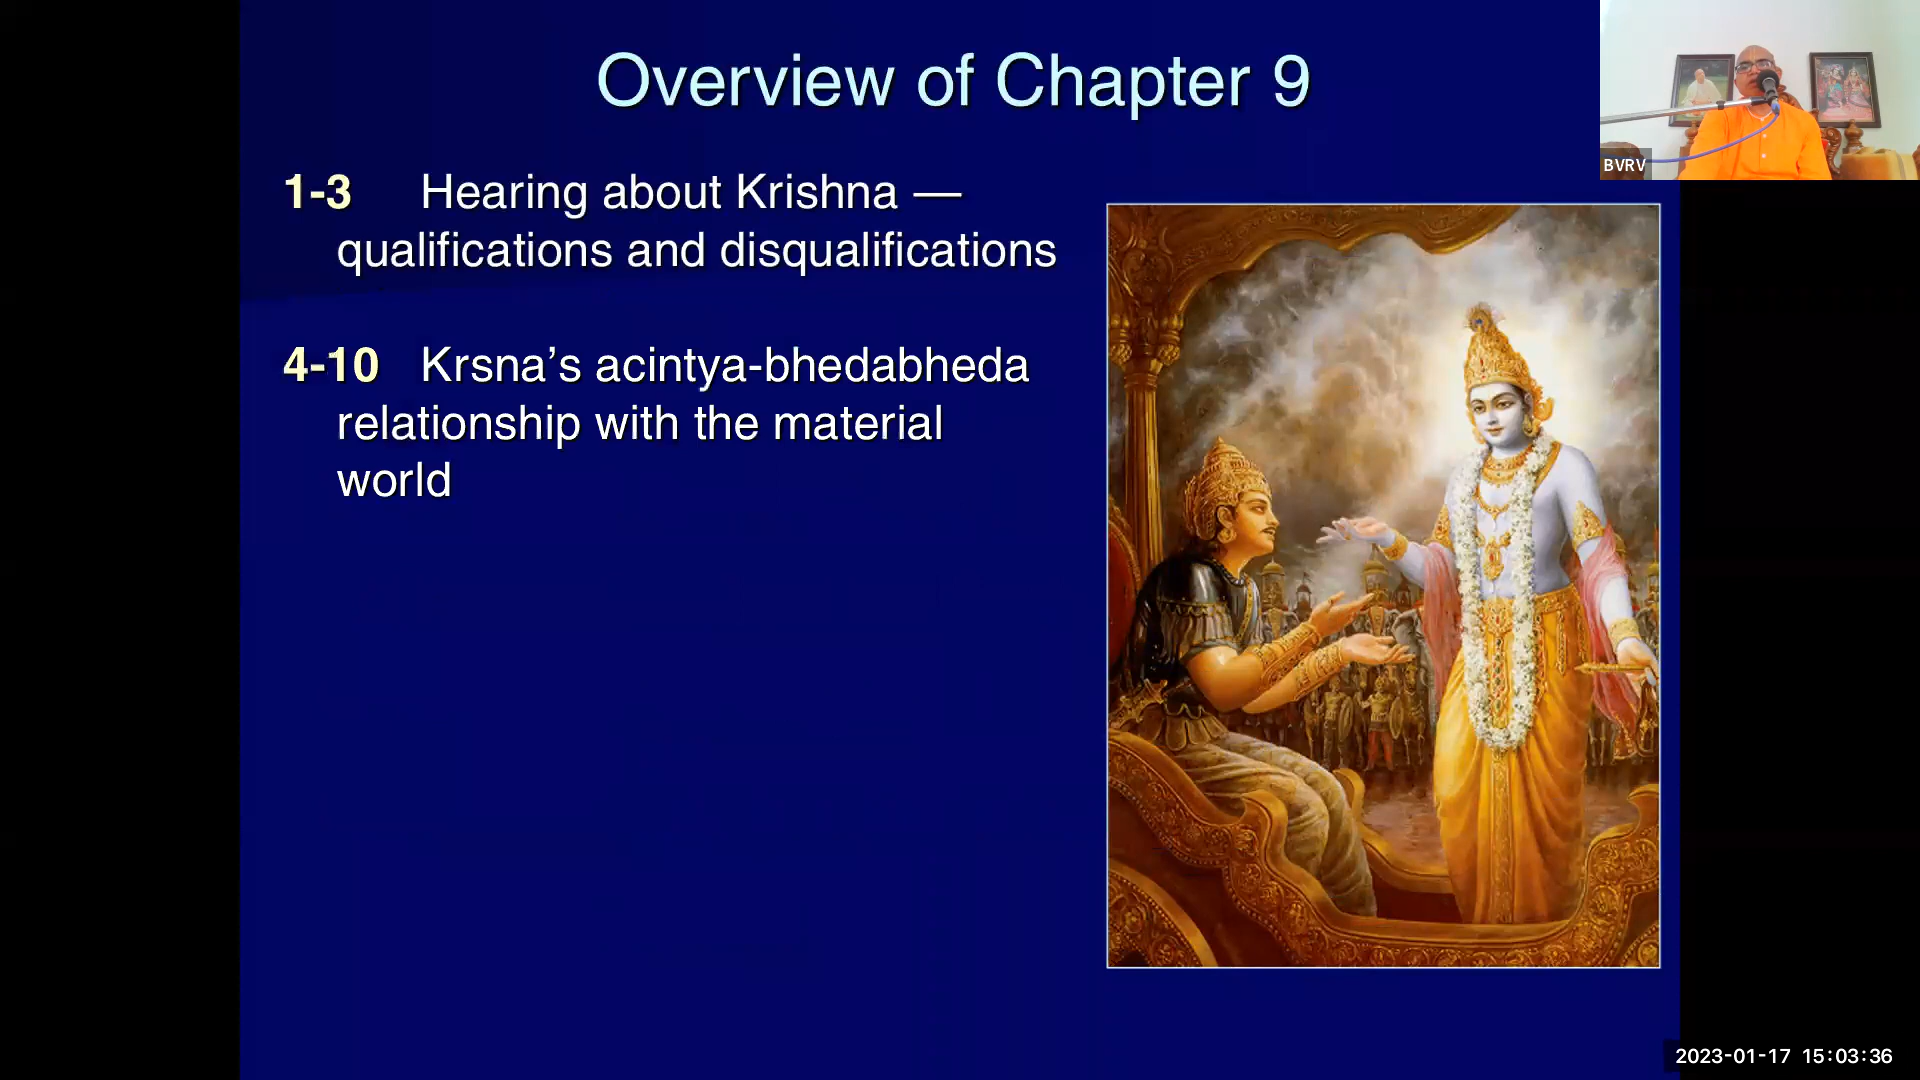 Overview of Chapter 9
1-3 Hearing about Krishna —
qualifications and disqualifications
4-10 Krsna’s acintya-bhedabheda
relationship with the material
world
BVRV
2023-01-17 15:03:36